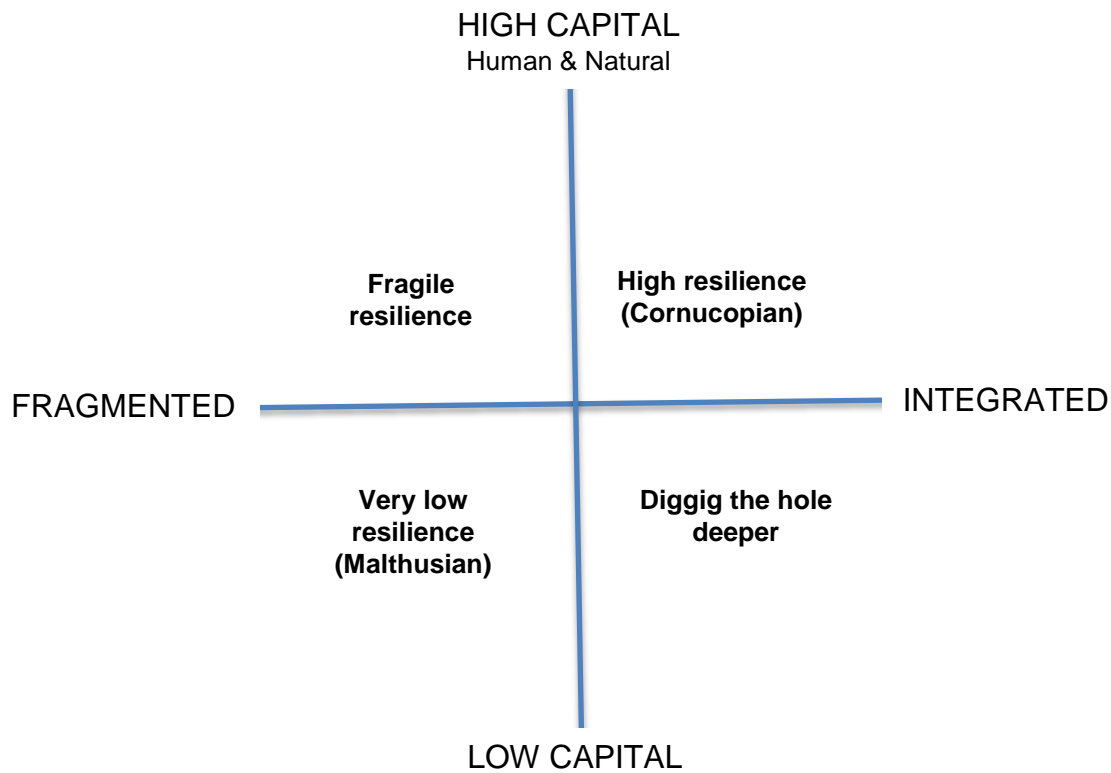 HIGH CAPITAL
Human & Natural
Fragile
resilience
High resilience
(Cornucopian)
FRAGMENTED
INTEGRATED
Very low
resilience
(Malthusian)
Diggig the hole
deeper
LOW CAPITAL